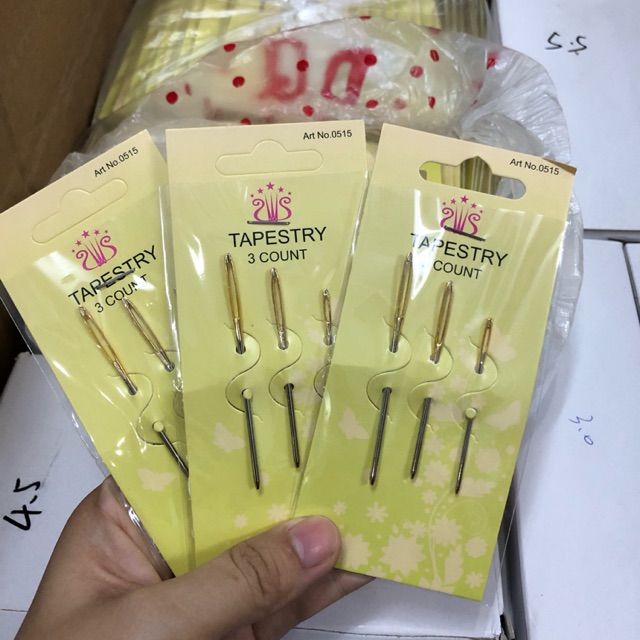 5.5
Art No.0515
TAPESTRY
3 COUNT
Art No.0515
TAPESTRY
3 COUNT
Art No.0515
TAPESTRY
COUNT
4.5
3.0